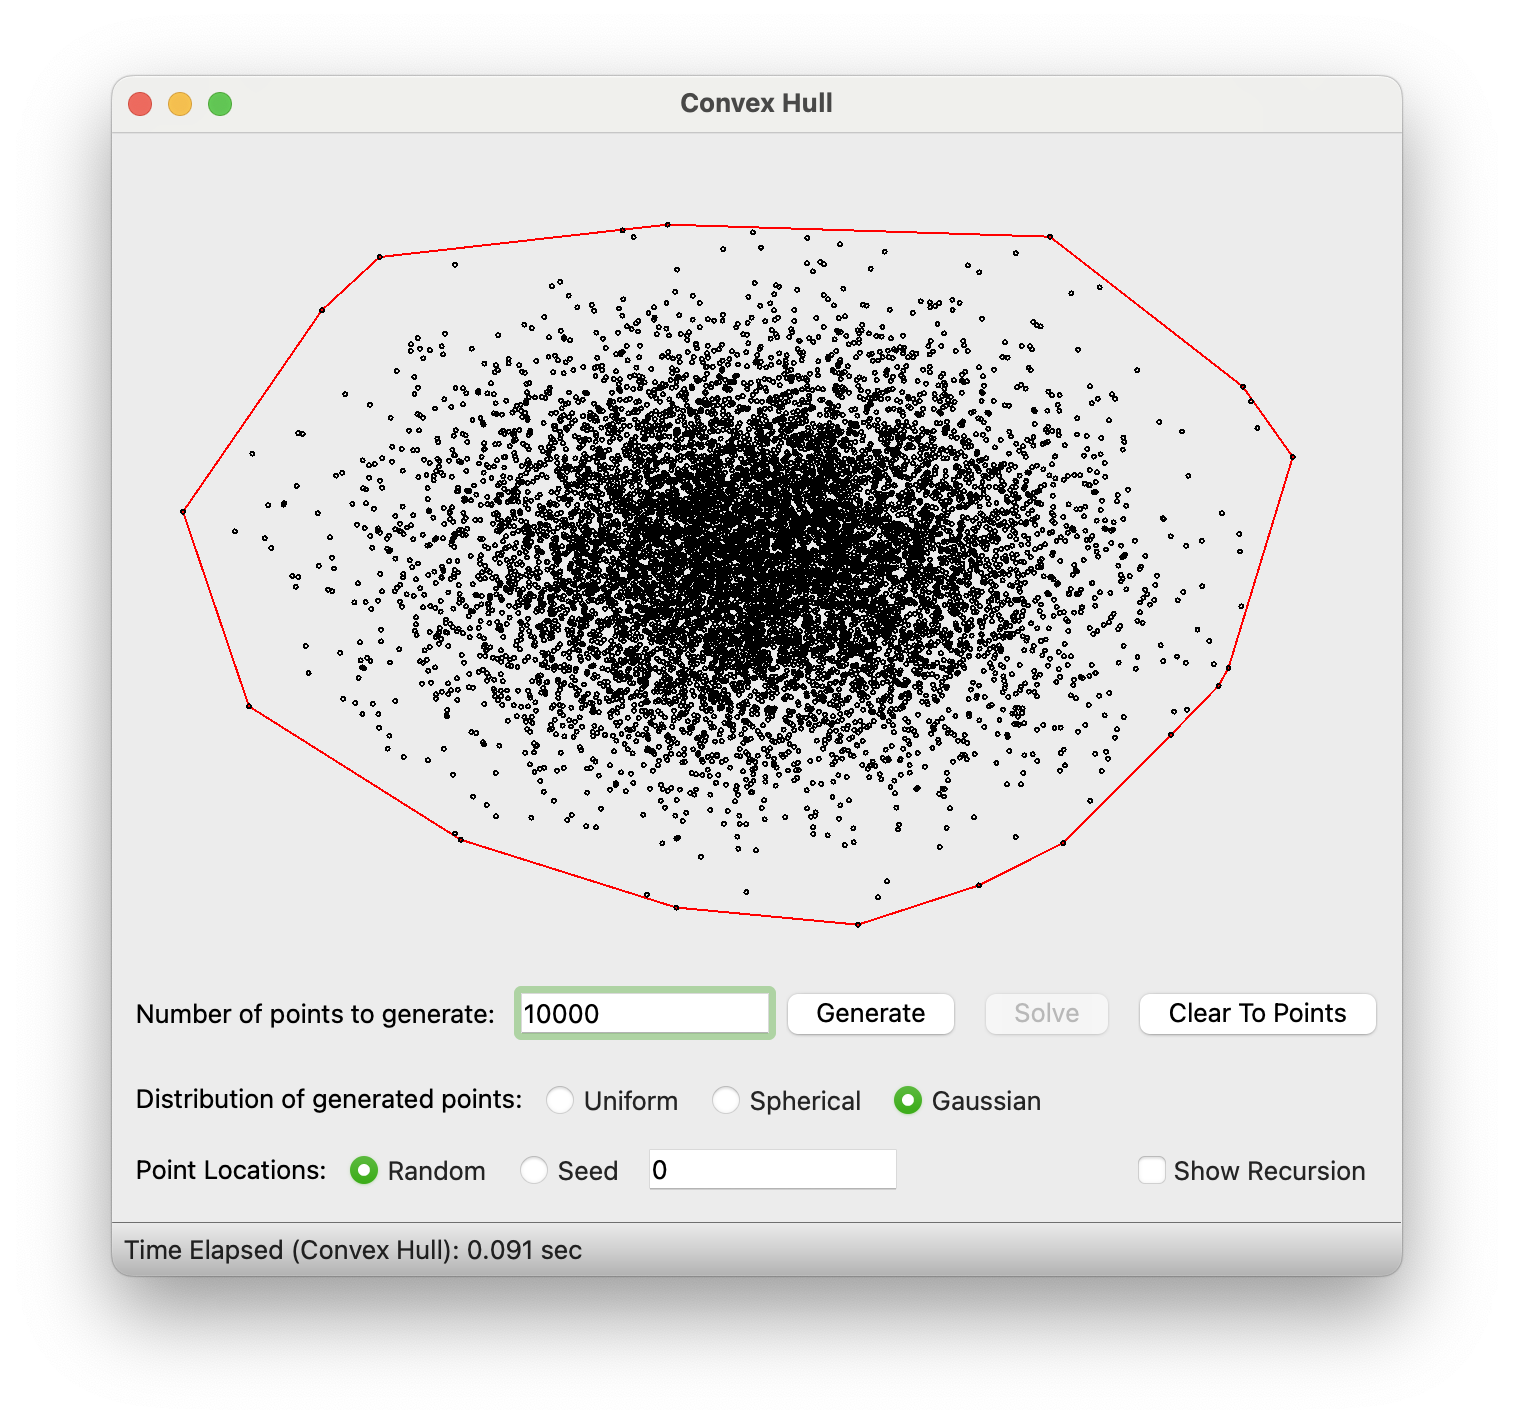 Convex Hull
Number of points to generate: 10000 Generate Solve Clear To Points
Distribution of generated points: Uniform Spherical Gaussian
Point Locations: Random Seed 0 Show Recursion
Time Elapsed (Convex Hull): 0.091 sec